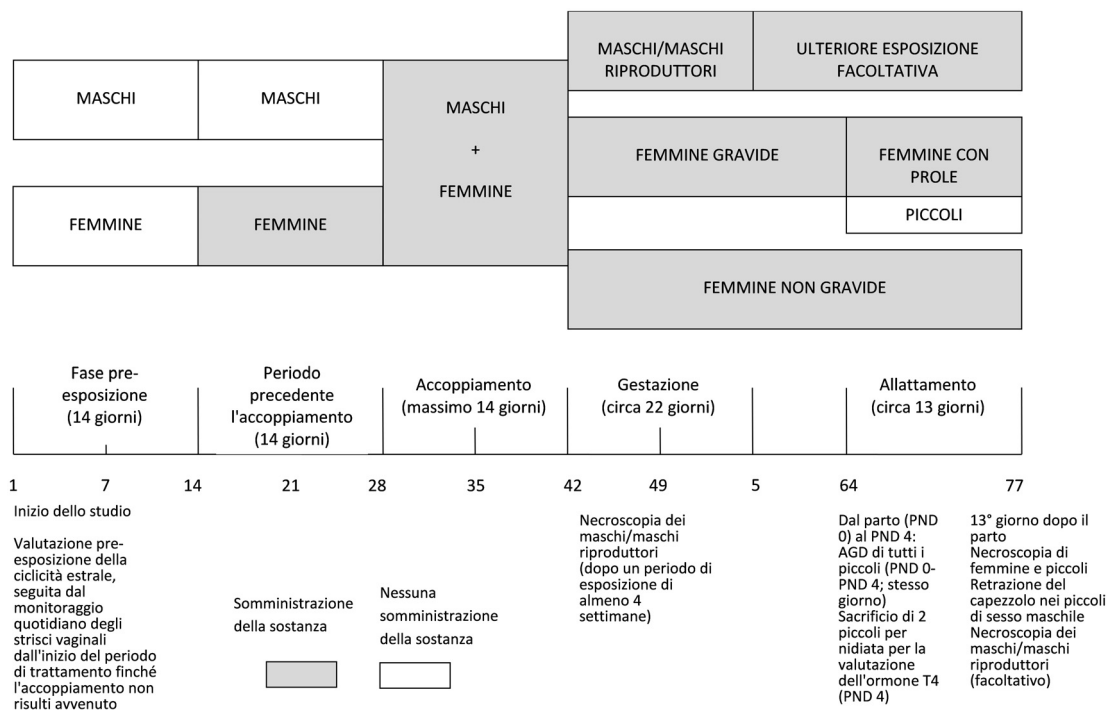 MASCHI/MASCHI
RIPRODUTTORI
ULTERIORE ESPOSIZIONE
FACOLTATIVA
MASCHI
MASCHI
MASCHI
+
FEMMINE
FEMMINE GRAVIDE
FEMMINE CON
PROLE
PICCOLI
FEMMINE
FEMMINE
FEMMINE NON GRAVIDE
Fase pre-
esposizione
(14 giorni)
Periodo
precedente
l'accoppiamento
(14 giorni)
Accoppiamento
(massimo 14 giorni)
Gestazione
(circa 22 giorni)
Allattamento
(circa 13 giorni)
1
7
14
21
28
35
42
49
5
64
77
Inizio dello studio
Valutazione pre-
esposizione della
ciclicità estrale,
seguita dal
monitoraggio
quotidiano degli
strisci vaginali
dall'inizio del periodo
di trattamento finché
l'accoppiamento non
risulti avvenuto
Somministrazione
della sostanza
Nessuna
somministrazione
della sostanza
Necroscopia dei
maschi/maschi
riproduttori
(dopo un periodo di
esposizione di
almeno 4
settimane)
Dal parto (PND
0) al PND 4:
AGD di tutti i
piccoli (PND 0-
PND 4; stesso
giorno)
Sacrificio di 2
piccoli per
nidiata per la
valutazione
dell'ormone T4
(PND 4)
13° giorno dopo il
parto
Necroscopia di
femmine e piccoli
Retrazione del
capezzolo nei piccoli
di sesso maschile
Necroscopia dei
maschi/maschi
riproduttori
(facoltativo)